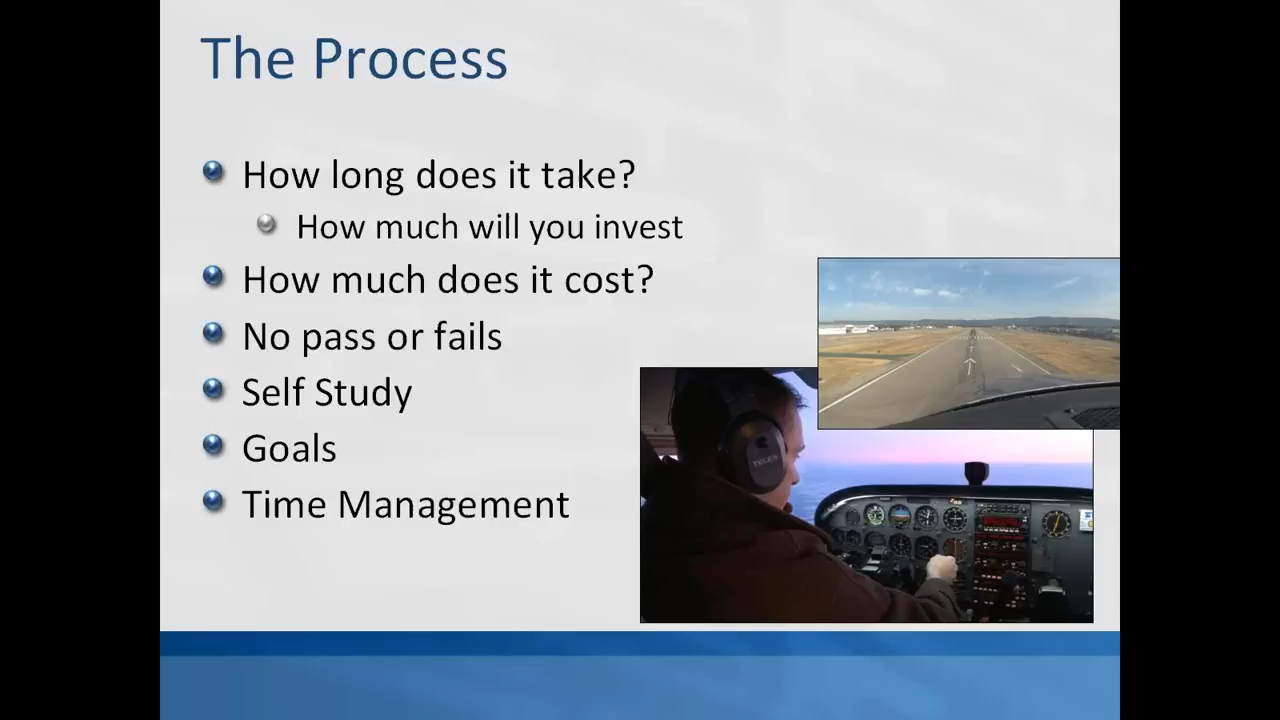 The Process
How long does it take?
How much will you invest
How much does it cost?
No pass or fails
Self Study
Goals
Time Management
TELEX